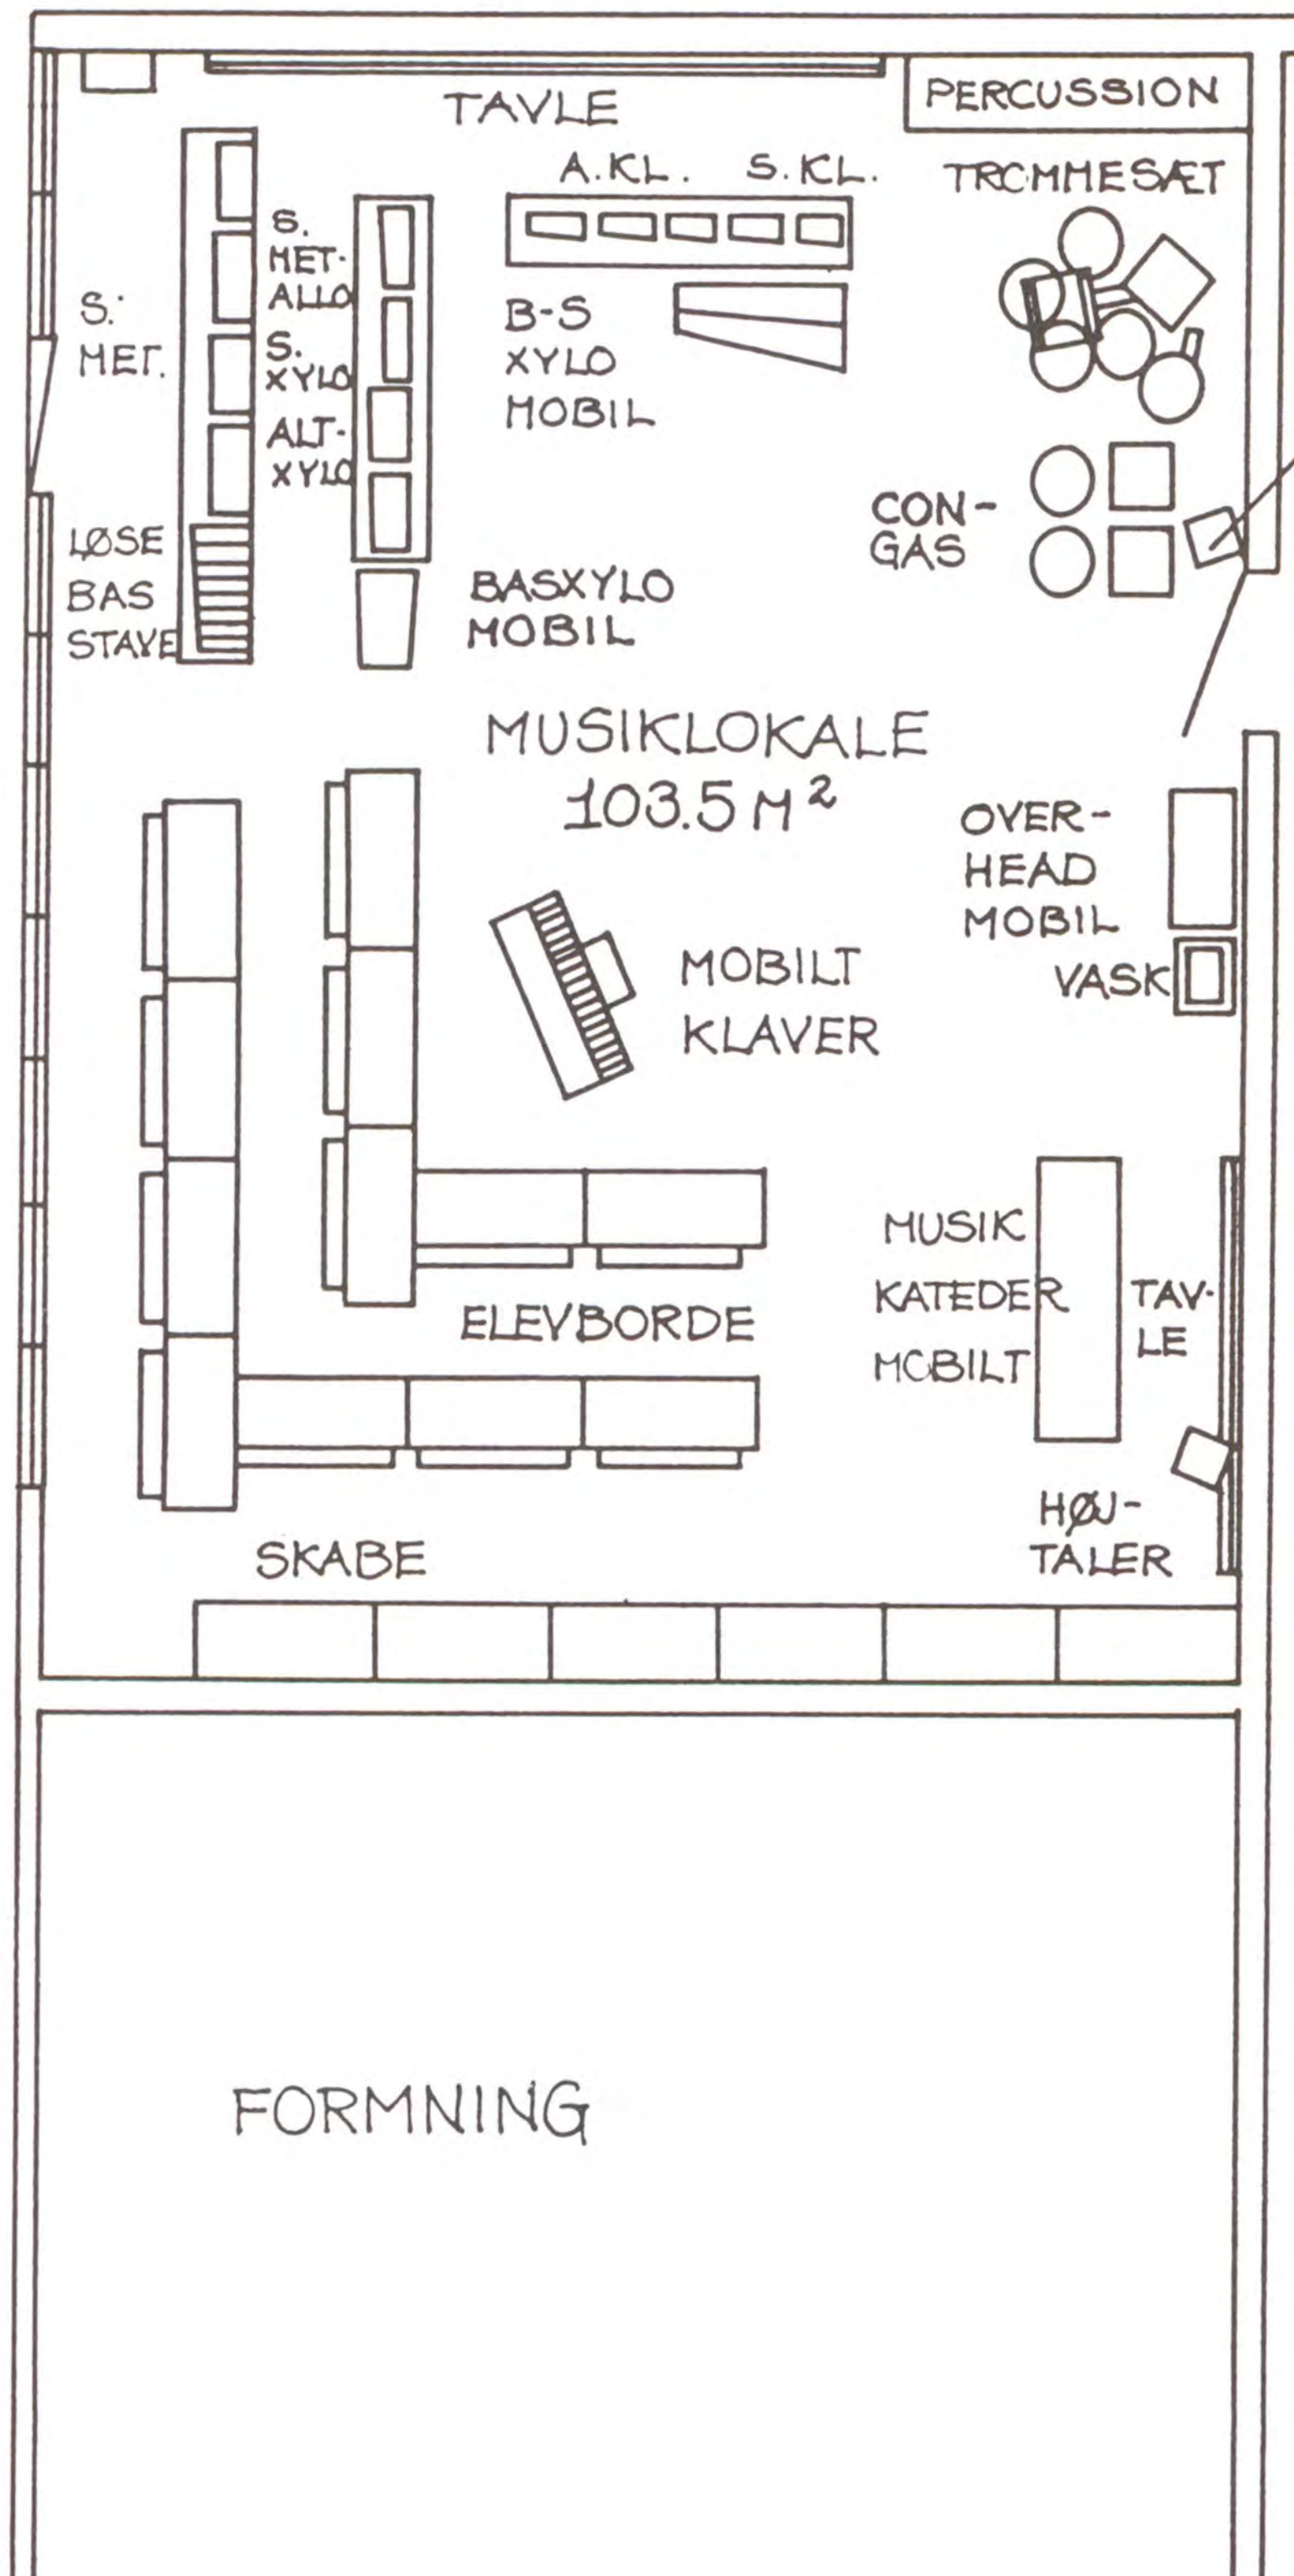 TAVLE
PERCUSSION
A.KL. S.KL.
TROMMESÆT
S.
MET-
ALLO
S.
XYLO
ALT-
XYLO
S.
MET.
B-S
XYLO
MOBIL
CON-
GAS
LØSE
BAS
STAVE
BASXYLO
MOBIL
MUSIKLOKALE
103.5 M²
OVER-
HEAD
MOBIL
VASK
MOBILT
KLAVER
MUSIK
KATEDER
MOBILT
TAV-
LE
ELEVBORDE
HØJ-
TALER
SKABE
FORMNING